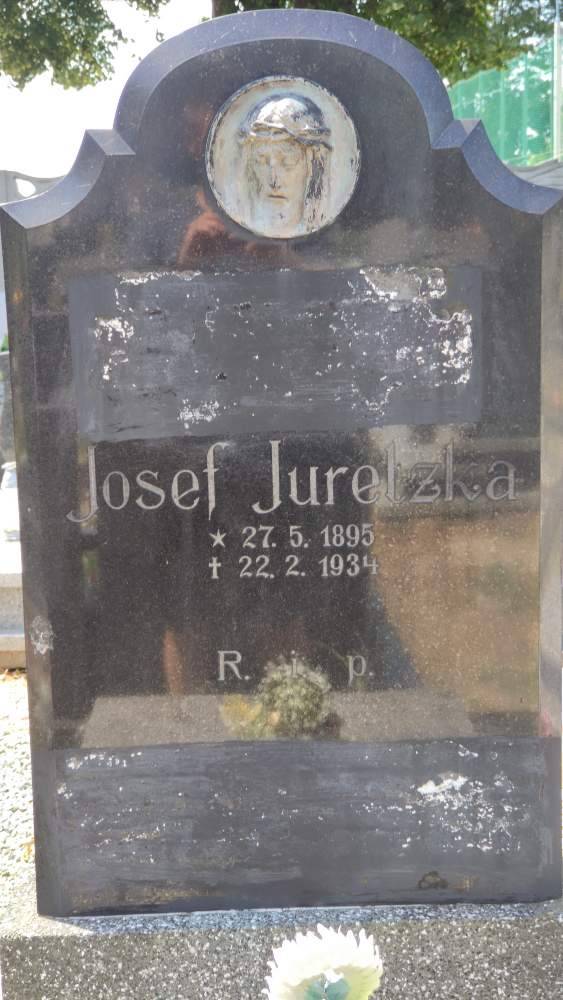 Josef Juretzka
★ 27. 5. 1895
† 22. 2. 1934
R. i. p.